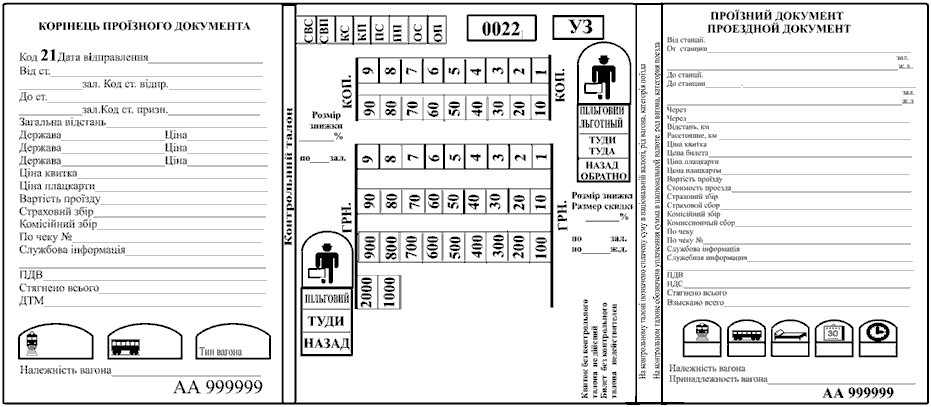 КОРІНЕЦЬ ПРОЇЗНОГО ДОКУМЕНТА
Код 21 Дата відправлення
Від ст.
зал. Код ст. відпр.
До ст.
зал.Код ст. призн.
Загальна відстань
Держава Ціна
Держава Ціна
Держава Ціна
Ціна квитка
Ціна плацкарти
Вартість проїзду
Страховий збір
Комісійний збір
По чеку №
Службова інформація
ПДВ
Стягнено всього
ДТМ
Тип вагона
Належність вагона
АА 999999
Контрольний талон
СВС
СВП
КС
КП
ПС
ПП
ОС
ОП
0022
УЗ
Розмір
знижки
%
по зал.
КОП.
9 8 7 6 5 4 3 2 1
90 80 70 60 50 40 30 20 10
КОП.
ГРН.
9 8 7 6 5 4 3 2 1
90 80 70 60 50 40 30 20 10
900 800 700 600 500 400 300 200 100
2000 1000
ГРН.
ПІЛЬГОВИЙ
ТУДИ
НАЗАД
ПІЛЬГОВИЙ
ЛЬГОТНЫЙ
ТУДИ
ТУДА
НАЗАД
ОБРАТНО
Розмір знижки
Размер скидки
%
по зал.
по ж.д.
Квиток без контрольного
талона не дійсний
Билет без контрольного
талона недействителен
На контрольному талоні позначено сплачену суму в національній валюті, рід вагона, категорія поїзда
На контрольном талоне обозначена уплаченная сумма в национальной валюте, род вагона, категория поезда
ПРОЇЗНИЙ ДОКУМЕНТ
ПРОЕЗДНОЙ ДОКУМЕНТ
Від станції.
От станции
зал.
ж.д.
До станції.
До станции
зал
ж.д
Через
Через
Відстань, км
Расстояние, км
Ціна квитка
Цена билета
Ціна плацкарти
Цена плацкарты
Вартість проїзду
Стоимость проезда
Страховий збір
Страховой сбор
Комісійний збір
Комиссионный сбор
По чеку
По чеку №
Службова інформація
Служебная информация
ПДВ
НДС
Стягнено всього
Взыскано всего
30
Належність вагона
Принадлежность вагона
АА 999999